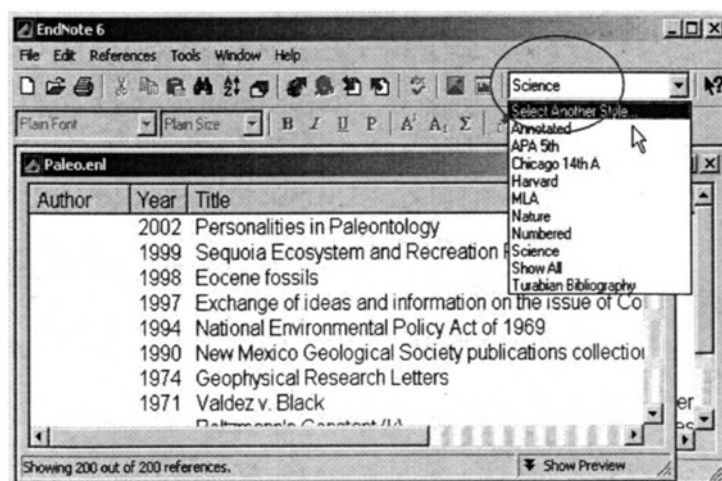 EndNote 6
File Edit References Tools Window Help
Science
Plain Font Plain Size B I U P A¹ A₁ Σ
Select Another Style...
Annotated
APA 5th
Chicago 14th A
Harvard
MLA
Nature
Numbered
Science
Show All
Turabian Bibliography
Paleo.enl
Author Year Title
2002 Personalities in Paleontology
1999 Sequoia Ecosystem and Recreation
1998 Eocene fossils
1997 Exchange of ideas and information on the issue of Co
1994 National Environmental Policy Act of 1969
1990 New Mexico Geological Society publications collection
1974 Geophysical Research Letters
1971 Valdez v. Black
Showing 200 out of 200 references.
Show Preview